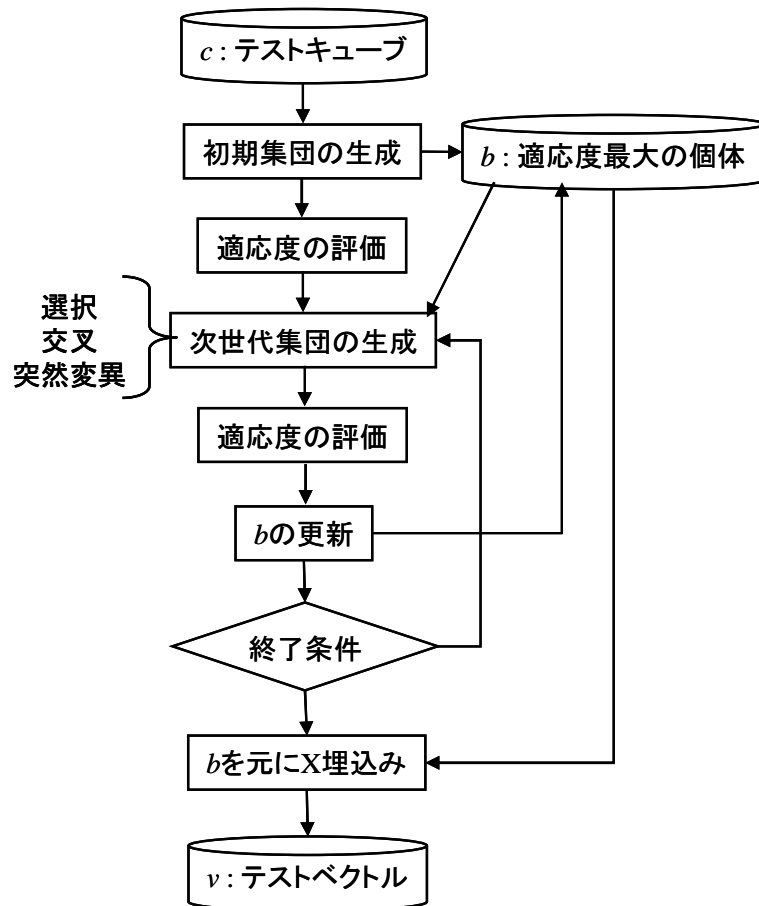 c : テストキューブ
初期集団の生成
b : 適応度最大の個体
適応度の評価
選択
交叉
突然変異
次世代集団の生成
適応度の評価
bの更新
終了条件
bを元にX埋込み
v : テストベクトル